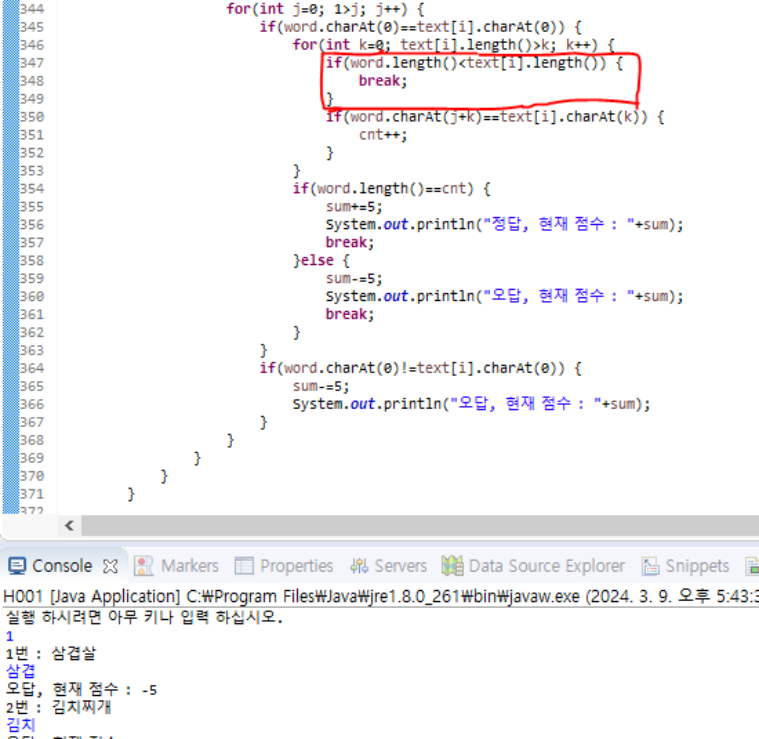 344 for(int j=0; 1>j; j++) {
345 if(word.charAt(0)==text[i].charAt(0)) {
346 for(int k=0; text[i].length()>k; k++) {
347 if(word.length()<text[i].length()) {
348 break;
349 }
350 if(word.charAt(j+k)==text[i].charAt(k)) {
351 cnt++;
352 }
353 }
354 if(word.length()==cnt) {
355 sum+=5;
356 System.out.println("정답, 현재 점수 : "+sum);
357 break;
358 }else {
359 sum-=5;
360 System.out.println("오답, 현재 점수 : "+sum);
361 break;
362 }
363 }
364 if(word.charAt(0)!=text[i].charAt(0)) {
365 sum-=5;
366 System.out.println("오답, 현재 점수 : "+sum);
367 }
368 }
369 }
370 }
371 }
372
Console Markers Properties Servers Data Source Explorer Snippets
H001 [Java Application] C:₩Program Files₩Java₩jre1.8.0_261₩bin₩javaw.exe (2024. 3. 9. 오후 5:43:3
실행 하시려면 아무 키나 입력 하십시오.
1
1번 : 삼겹살
삼겹
오답, 현재 점수 : -5
2번 : 김치찌개
김치